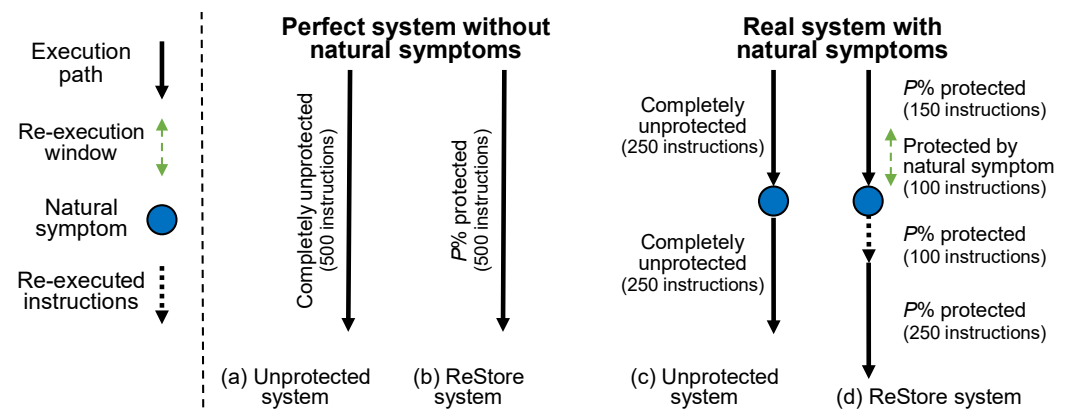 Execution
path
Re-execution
window
Natural
symptom
Re-executed
instructions
Perfect system without
natural symptoms
Completely unprotected
(500 instructions)
P% protected
(500 instructions)
(a) Unprotected
system
(b) ReStore
system
Real system with
natural symptoms
Completely
unprotected
(250 instructions)
Completely
unprotected
(250 instructions)
P% protected
(150 instructions)
Protected by
natural symptom
(100 instructions)
P% protected
(100 instructions)
P% protected
(250 instructions)
(c) Unprotected
system
(d) ReStore system